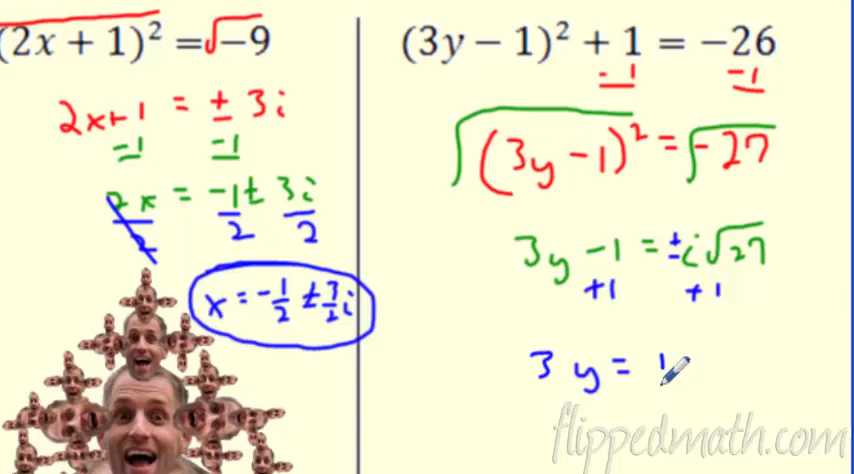 (2x + 1)² = √−9
2x+1 = ± 3i
−1 −1
2x/2 = −1/2 ± 3i/2
x = −1/2 ± 3/2 i
(3y − 1)² + 1 = −26
−1 −1
√(3y − 1)² = √−27
3y − 1 = ± i√27
+1 +1
3y = 1
flippedmath.com